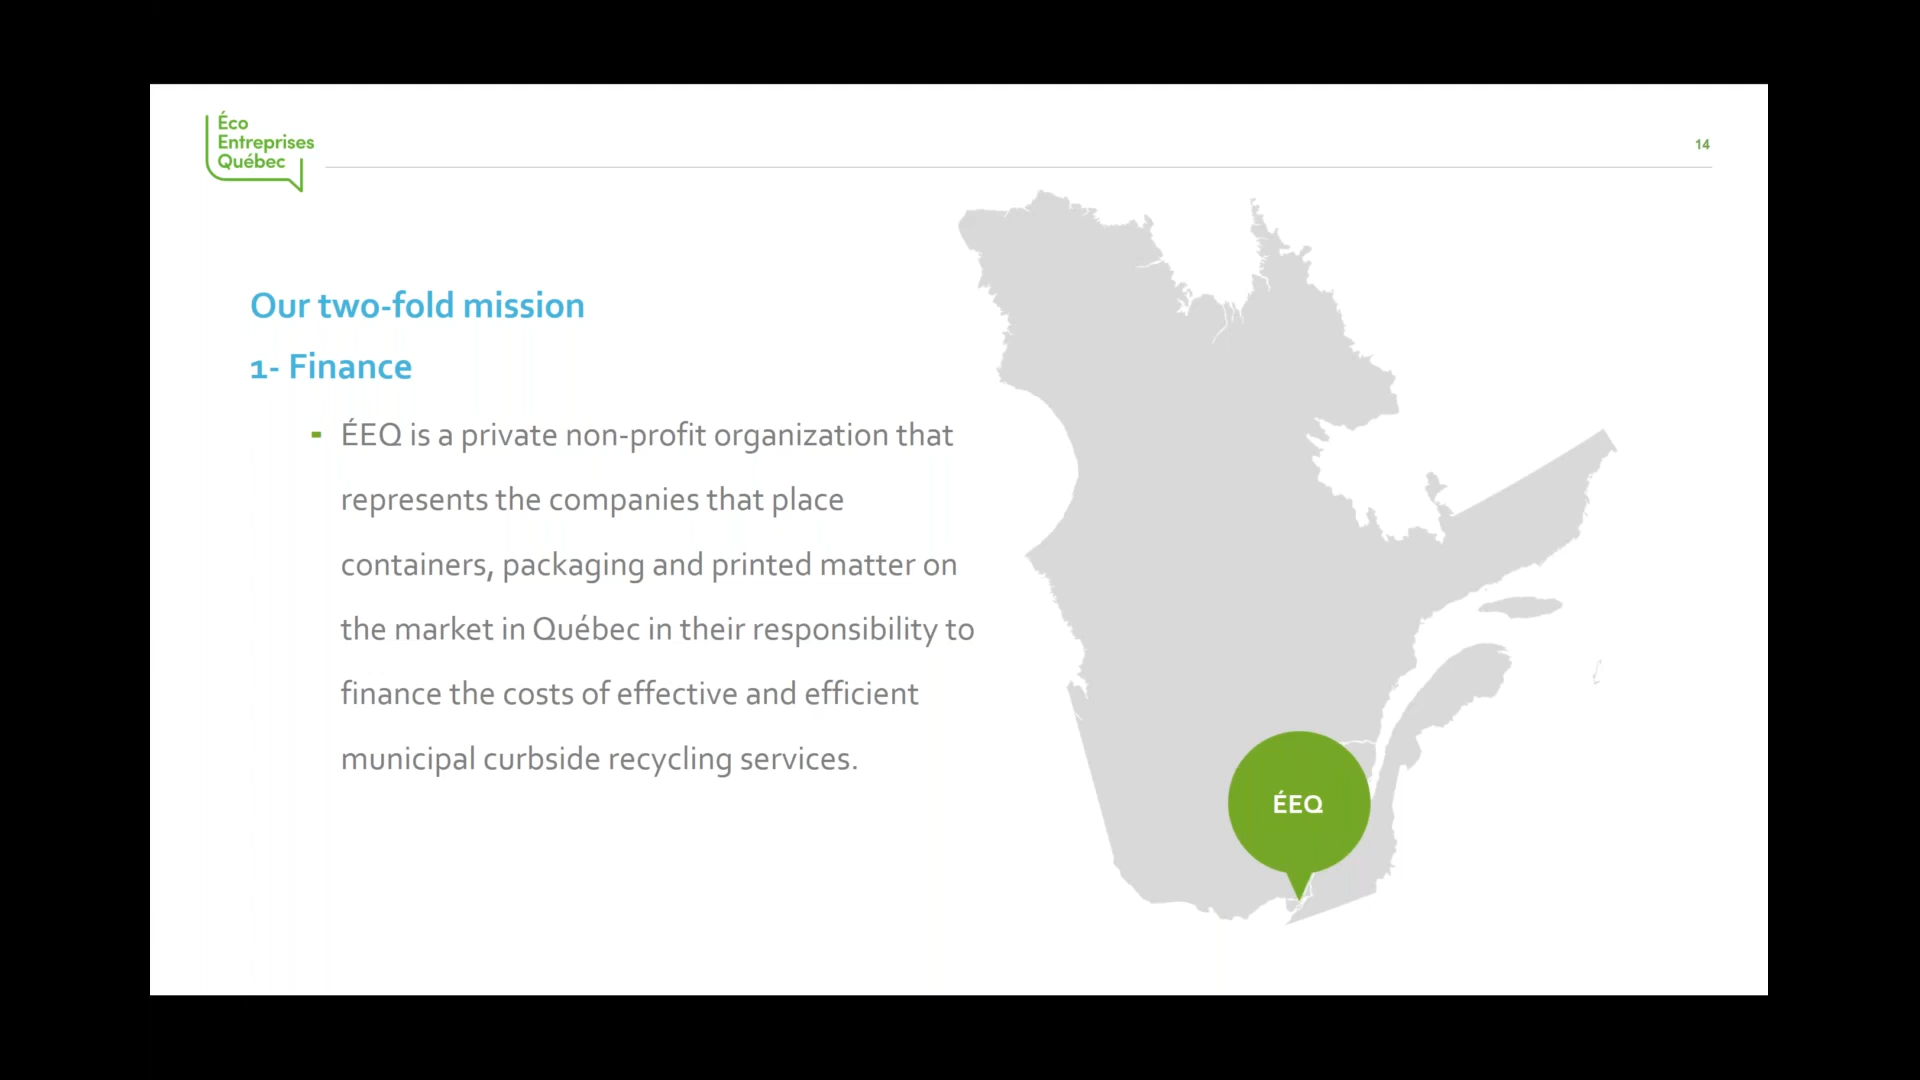 Éco
Entreprises
Québec
14
Our two-fold mission
1- Finance
- ÉEQ is a private non-profit organization that
represents the companies that place
containers, packaging and printed matter on
the market in Québec in their responsibility to
finance the costs of effective and efficient
municipal curbside recycling services.
ÉEQ